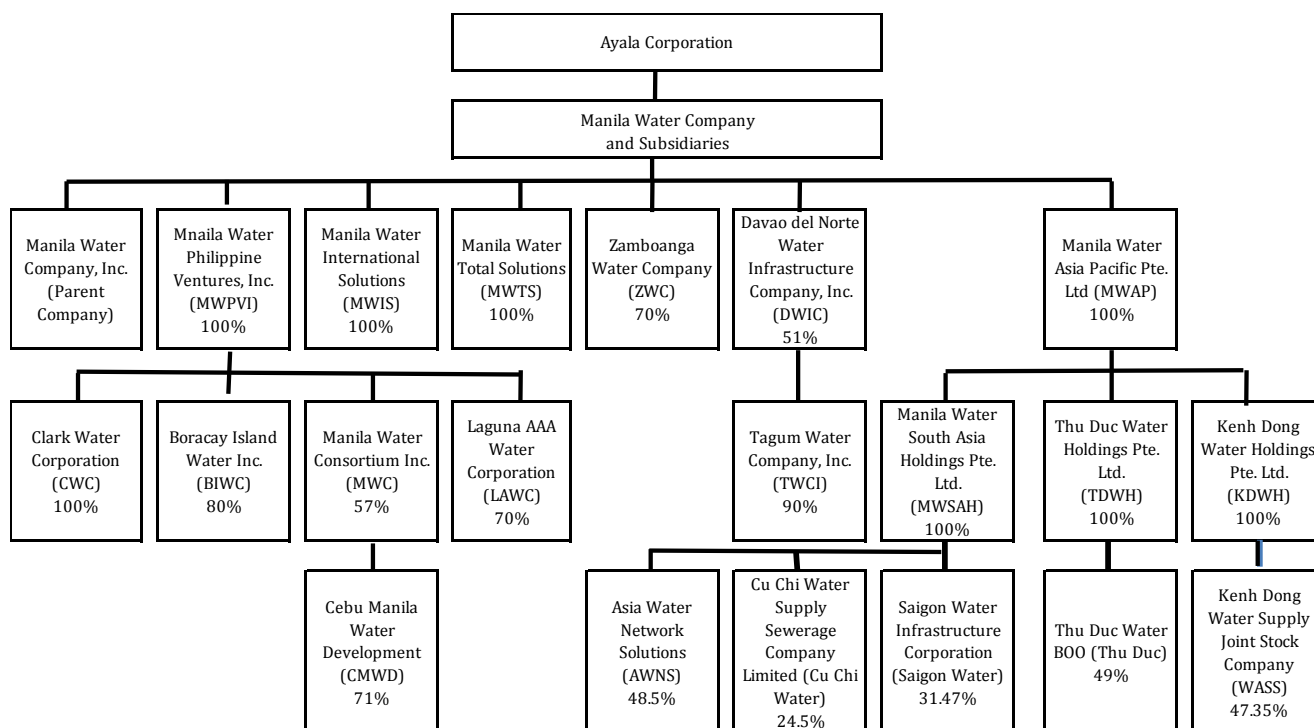 Ayala Corporation
Manila Water Company
and Subsidiaries
Manila Water
Company, Inc.
(Parent
Company)
Mnaila Water
Philippine
Ventures, Inc.
(MWPVI)
100%
Manila Water
International
Solutions
(MWIS)
100%
Manila Water
Total Solutions
(MWTS)
100%
Zamboanga
Water Company
(ZWC)
70%
Davao del Norte
Water
Infrastructure
Company, Inc.
(DWIC)
51%
Manila Water
Asia Pacific Pte.
Ltd (MWAP)
100%
Clark Water
Corporation
(CWC)
100%
Boracay Island
Water Inc.
(BIWC)
80%
Manila Water
Consortium Inc.
(MWC)
57%
Laguna AAA
Water
Corporation
(LAWC)
70%
Tagum Water
Company, Inc.
(TWCI)
90%
Manila Water
South Asia
Holdings Pte.
Ltd.
(MWSAH)
100%
Thu Duc Water
Holdings Pte.
Ltd.
(TDWH)
100%
Kenh Dong
Water Holdings
Pte. Ltd.
(KDWH)
100%
Cebu Manila
Water
Development
(CMWD)
71%
Asia Water
Network
Solutions
(AWNS)
48.5%
Cu Chi Water
Supply
Sewerage
Company
Limited (Cu Chi
Water)
24.5%
Saigon Water
Infrastructure
Corporation
(Saigon Water)
31.47%
Thu Duc Water
BOO (Thu Duc)
49%
Kenh Dong
Water Supply
Joint Stock
Company
(WASS)
47.35%